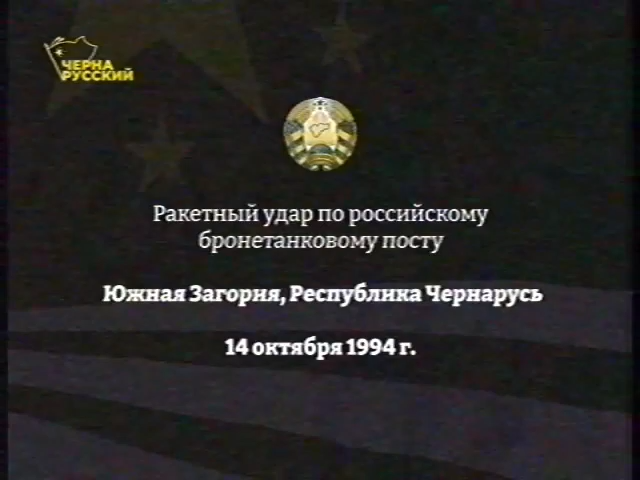 ЧЕРНА
РУССКИЙ
Ракетный удар по российскому
бронетанковому посту
Южная Загория, Республика Чернарусь
14 октября 1994 г.